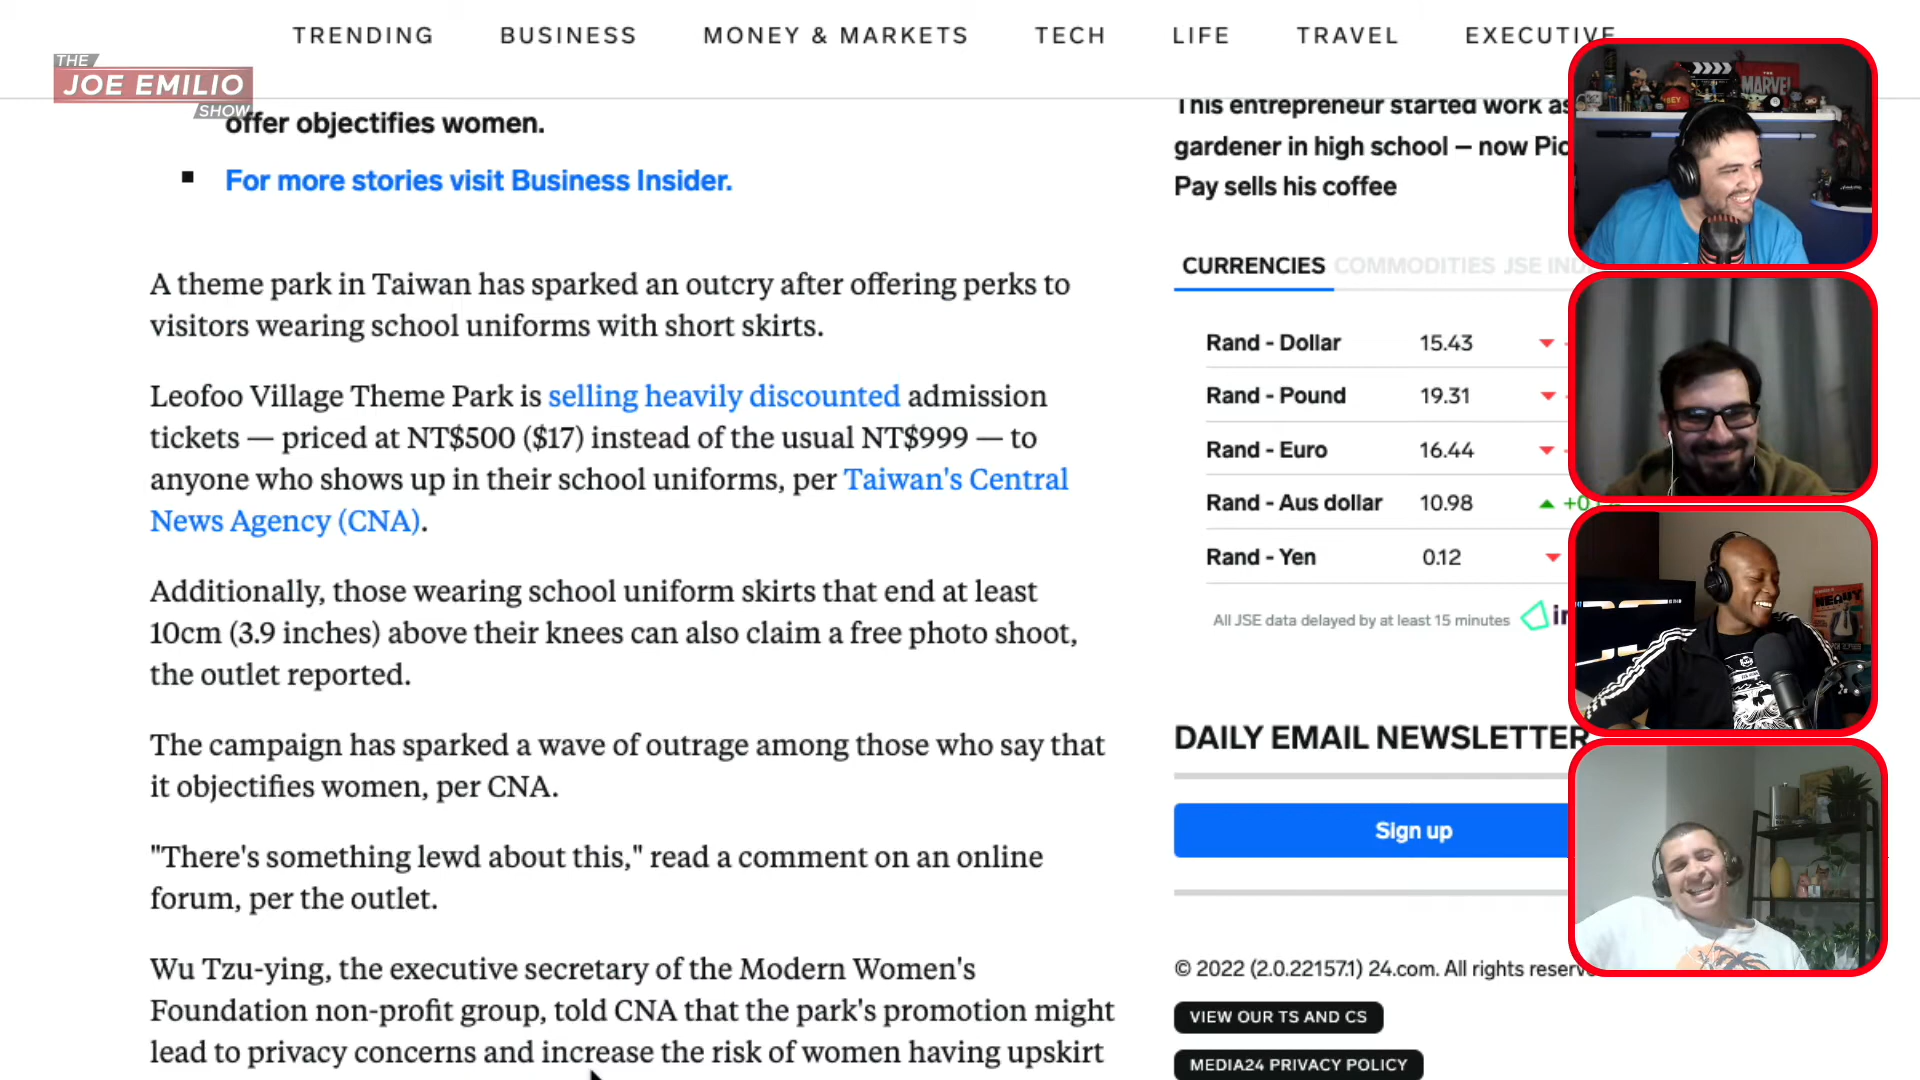 TRENDING BUSINESS MONEY & MARKETS TECH LIFE TRAVEL EXECUTIVE
THE
JOE EMILIO
SHOW
offer objectifies women.
For more stories visit Business Insider.
A theme park in Taiwan has sparked an outcry after offering perks to
visitors wearing school uniforms with short skirts.
Leofoo Village Theme Park is selling heavily discounted admission
tickets — priced at NT$500 ($17) instead of the usual NT$999 — to
anyone who shows up in their school uniforms, per Taiwan's Central
News Agency (CNA).
Additionally, those wearing school uniform skirts that end at least
10cm (3.9 inches) above their knees can also claim a free photo shoot,
the outlet reported.
The campaign has sparked a wave of outrage among those who say that
it objectifies women, per CNA.
"There's something lewd about this," read a comment on an online
forum, per the outlet.
Wu Tzu-ying, the executive secretary of the Modern Women's
Foundation non-profit group, told CNA that the park's promotion might
lead to privacy concerns and increase the risk of women having upskirt
This entrepreneur started work as
gardener in high school – now Pic
Pay sells his coffee
CURRENCIES COMMODITIES JSE IND
Rand - Dollar 15.43
Rand - Pound 19.31
Rand - Euro 16.44
Rand - Aus dollar 10.98
Rand - Yen 0.12
All JSE data delayed by at least 15 minutes
DAILY EMAIL NEWSLETTER
Sign up
© 2022 (2.0.22157.1) 24.com. All rights reserve
VIEW OUR TS AND CS
MEDIA24 PRIVACY POLICY
MARVEL
HEAVY